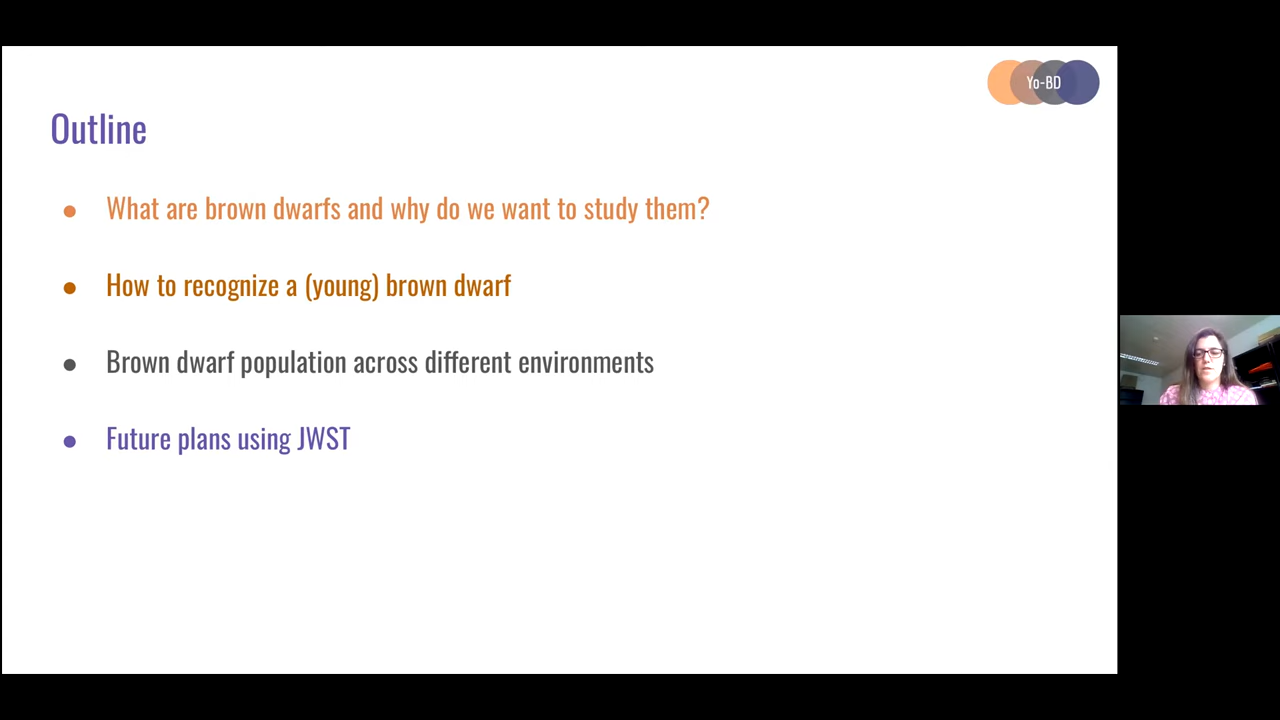 Yo-BD
Outline
● What are brown dwarfs and why do we want to study them?
● How to recognize a (young) brown dwarf
● Brown dwarf population across different environments
● Future plans using JWST